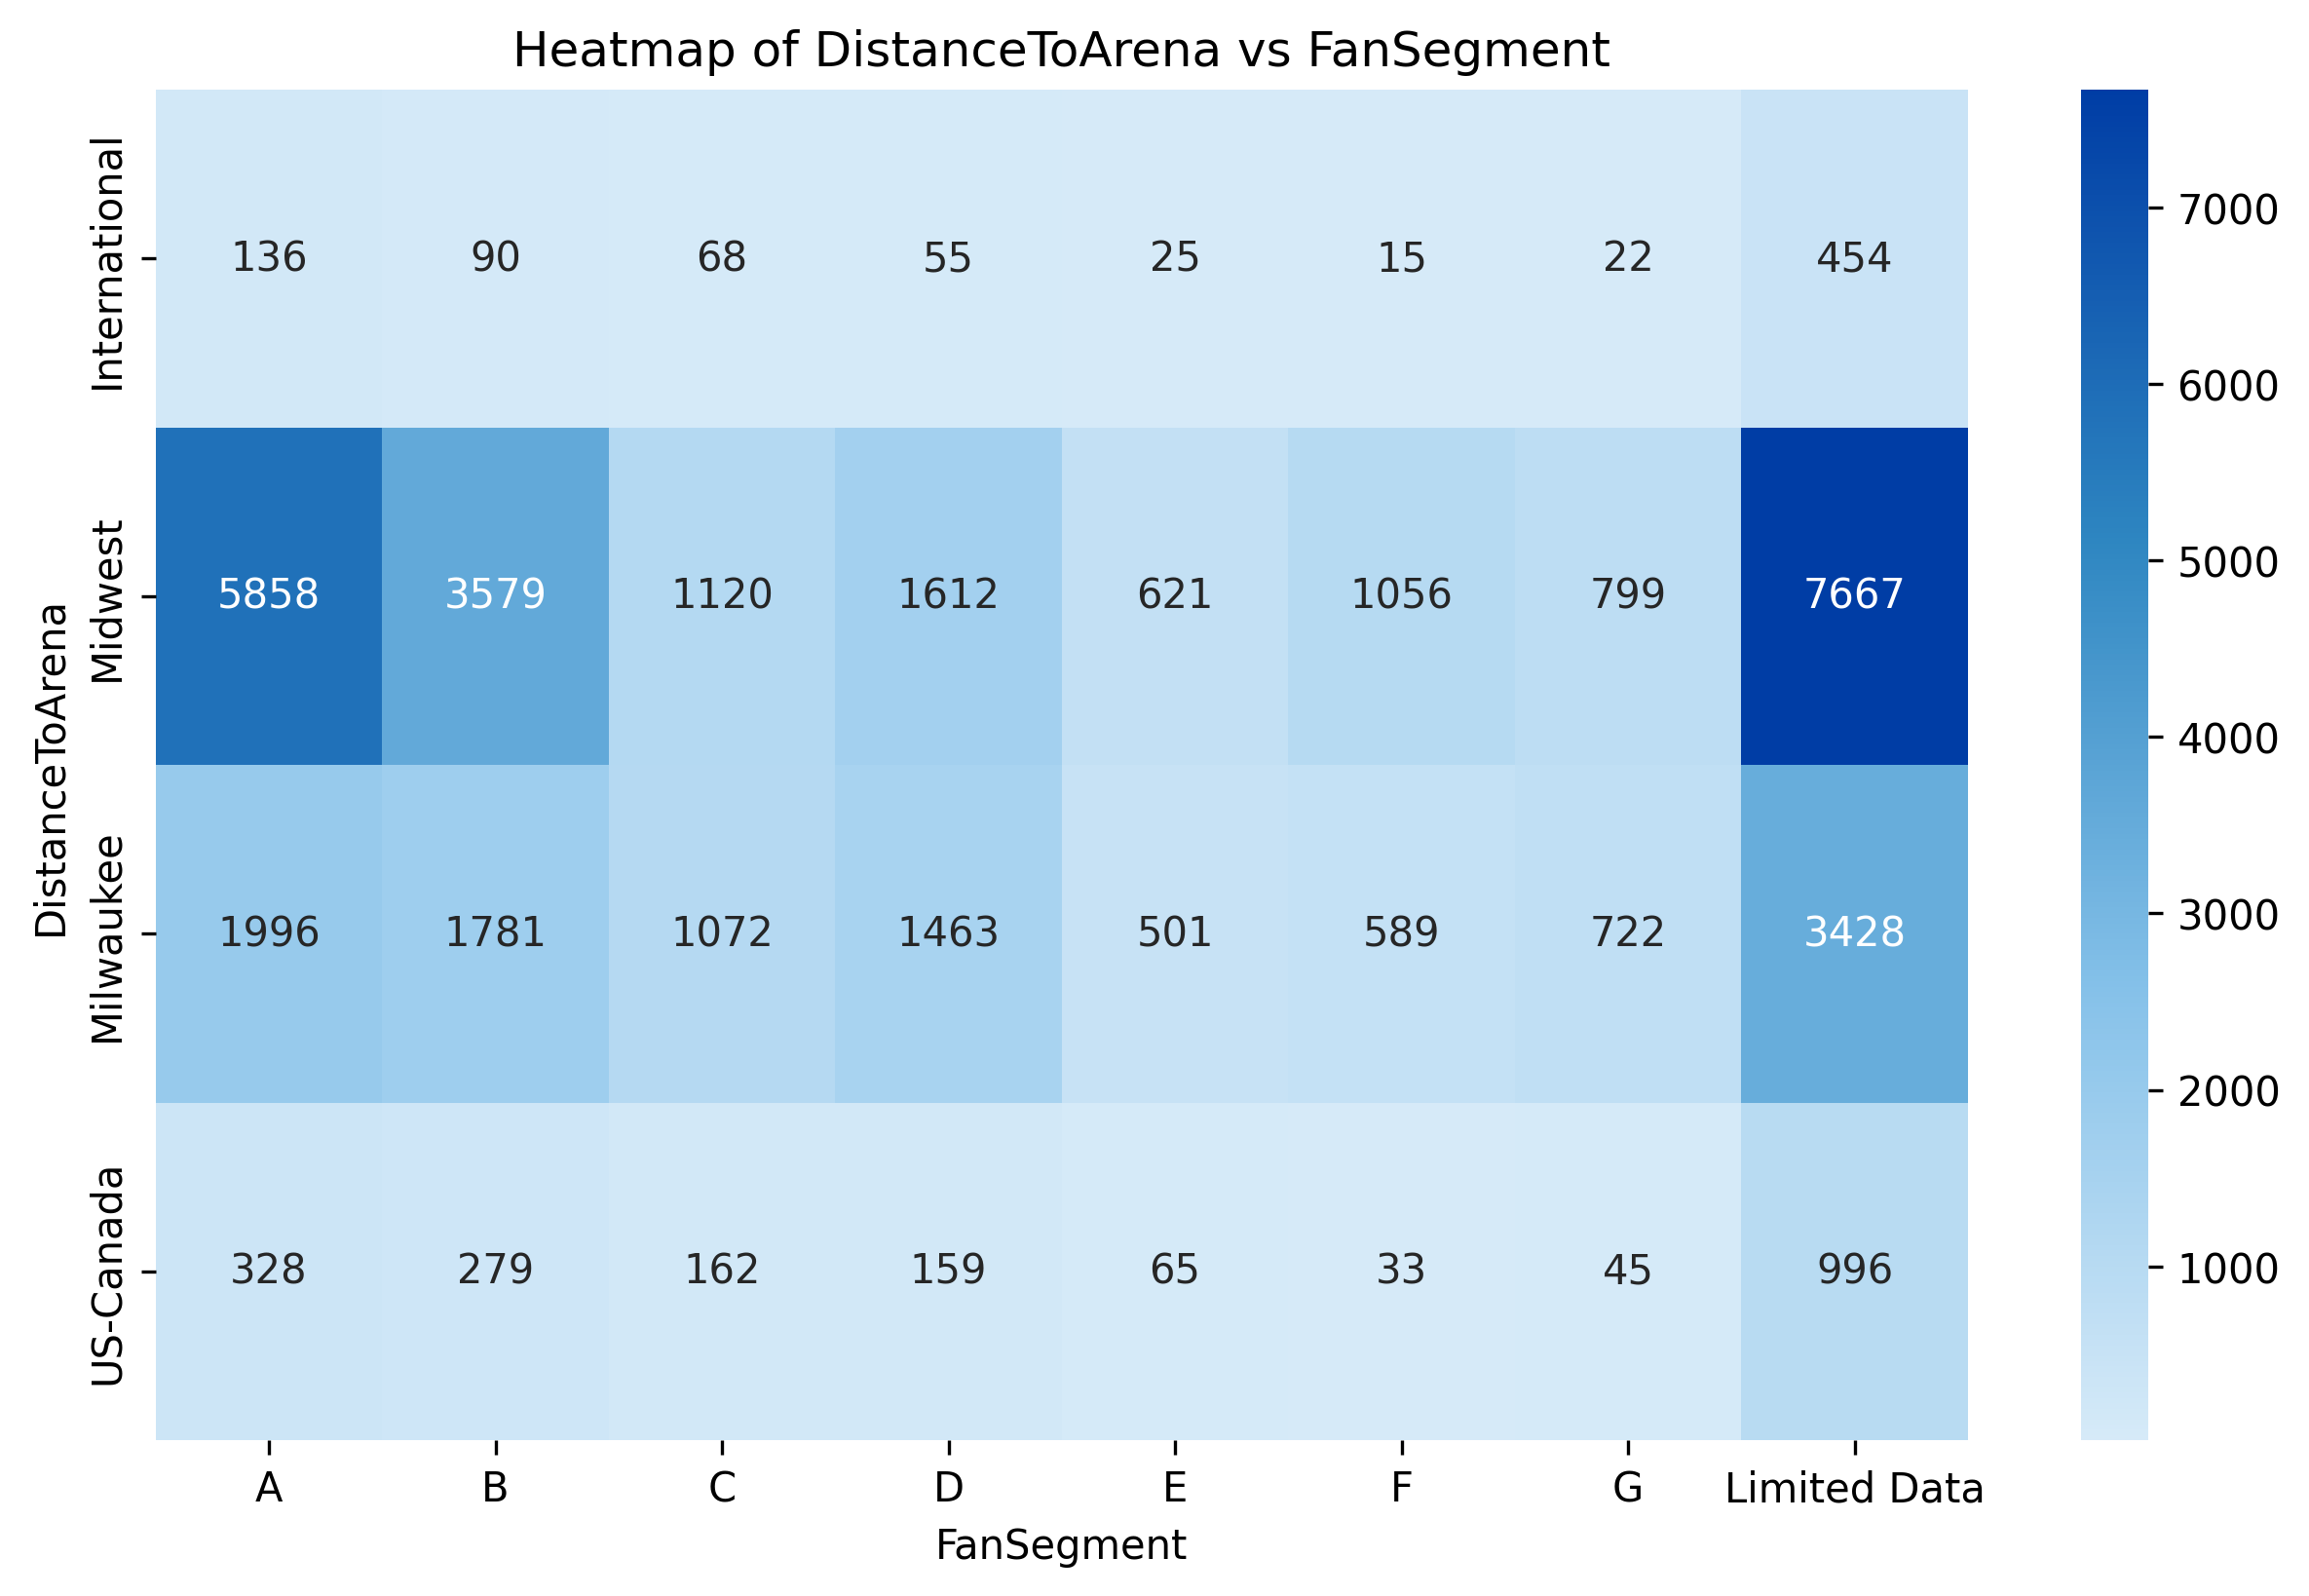 Heatmap of DistanceToArena vs FanSegment
DistanceToArena
International
136 90 68 55 25 15 22 454
Midwest
5858 3579 1120 1612 621 1056 799 7667
Milwaukee
1996 1781 1072 1463 501 589 722 3428
US-Canada
328 279 162 159 65 33 45 996
A B C D E F G Limited Data
FanSegment
7000
6000
5000
4000
3000
2000
1000